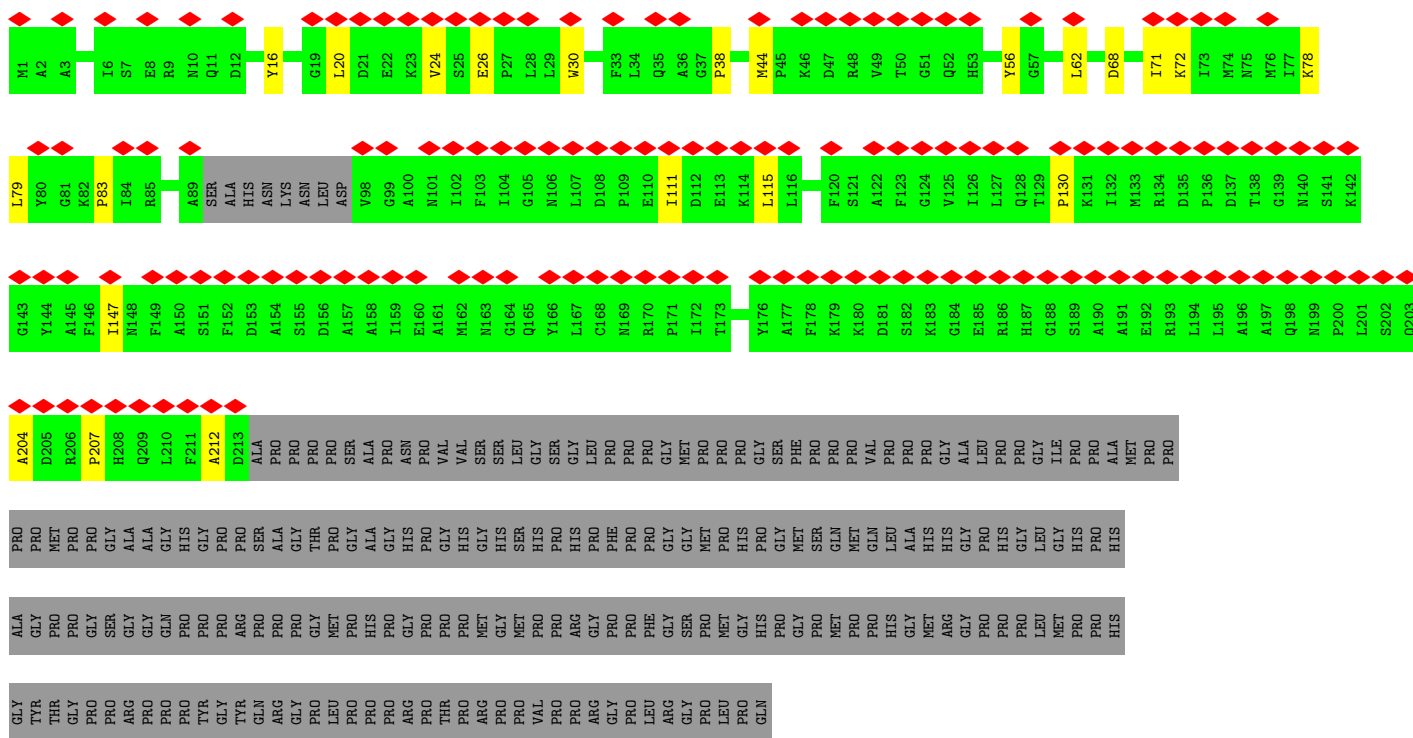 M1 A2 A3 I6 S7 E8 R9 N10 Q11 D12 Y16 G19 L20 D21 E22 K23 V24 S25 E26 P27 L28 L29 W30 F33 L34 Q35 A36 G37 P38 M44 P45 K46 D47 R48 V49 T50 G51 Q52 H53 Y56 G57 L62 D68 I71 K72 I73 M74 N75 M76 I77 K78
L79 Y80 G81 K82 P83 I84 R85 A89 SER ALA HIS ASN LYS ASN LEU ASP V98 G99 A100 N101 I102 F103 I104 G105 N106 L107 D108 P109 E110 I111 D112 E113 K114 L115 L116 F120 S121 A122 F123 G124 V125 I126 L127 Q128 T129 P130 K131 I132 M133 R134 D135 P136 D137 T138 G139 N140 S141 K142
G143 Y144 A145 F146 I147 N148 F149 A150 S151 F152 D153 A154 S155 D156 A157 A158 I159 E160 A161 M162 N163 G164 Q165 Y166 L167 C168 N169 R170 P171 I172 T173 Y176 A177 F178 K179 K180 D181 S182 K183 G184 E185 R186 H187 G188 S189 A190 A191 E192 R193 L194 L195 A196 A197 Q198 N199 P200 L201 S202 Q203
A204 D205 R206 P207 H208 Q209 L210 F211 A212 D213 ALA PRO PRO PRO PRO SER ALA PRO ASN PRO VAL VAL SER SER LEU GLY SER GLY LEU PRO PRO PRO GLY MET PRO PRO PRO GLY SER PHE PRO PRO PRO VAL PRO PRO PRO GLY ALA LEU PRO PRO GLY ILE PRO PRO ALA MET PRO PRO
PRO PRO MET PRO PRO GLY ALA ALA GLY HIS GLY PRO PRO SER ALA GLY THR PRO GLY ALA GLY HIS PRO GLY HIS GLY HIS SER HIS PRO HIS PRO PHE PRO PRO GLY GLY MET PRO HIS PRO GLY MET SER GLN MET GLN LEU ALA HIS HIS GLY PRO HIS GLY LEU GLY HIS PRO HIS
ALA GLY PRO PRO GLY SER GLY GLY GLN PRO PRO PRO ARG PRO PRO PRO GLY MET PRO HIS PRO GLY PRO PRO PRO MET GLY MET PRO PRO ARG GLY PRO PRO PHE GLY SER PRO MET GLY HIS PRO GLY PRO MET PRO PRO HIS GLY MET ARG GLY PRO PRO PRO LEU MET PRO PRO HIS
GLY TYR THR GLY PRO PRO ARG PRO PRO PRO TYR GLY TYR GLN ARG GLY PRO LEU PRO PRO PRO ARG PRO THR PRO ARG PRO PRO VAL PRO PRO ARG GLY PRO LEU ARG GLY PRO LEU PRO GLN